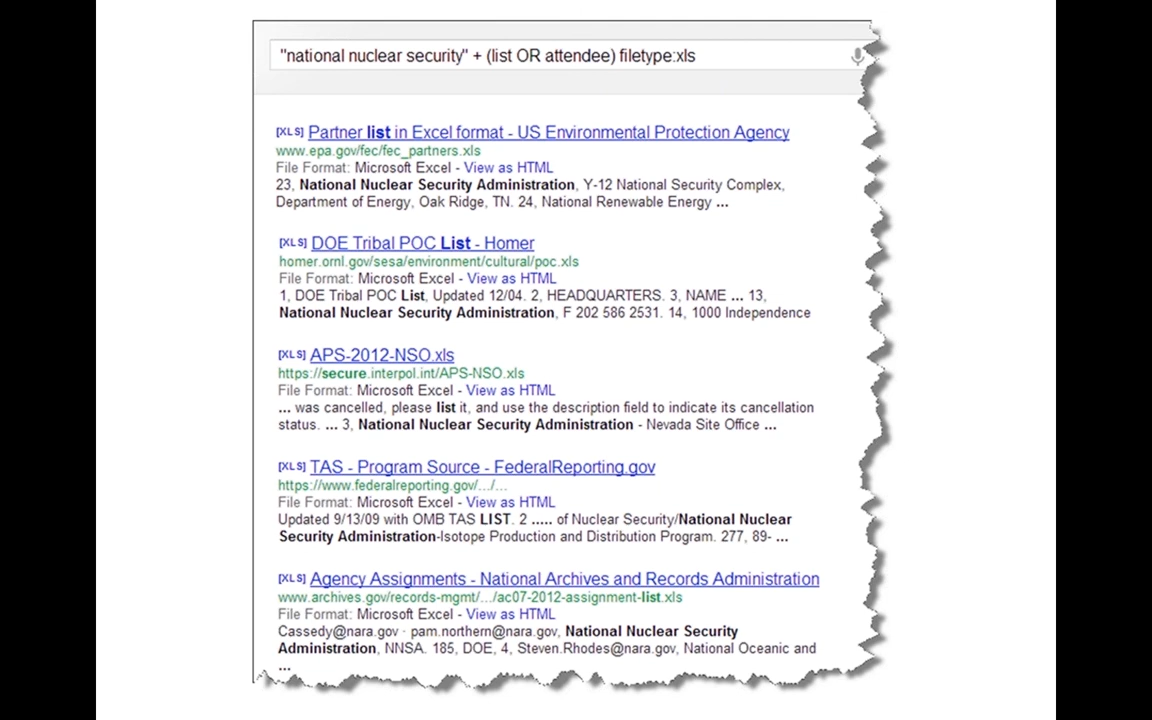 "national nuclear security" + (list OR attendee) filetype:xls
[XLS] Partner list in Excel format - US Environmental Protection Agency
www.epa.gov/fec/fec_partners.xls
File Format: Microsoft Excel - View as HTML
23, National Nuclear Security Administration, Y-12 National Security Complex,
Department of Energy, Oak Ridge, TN. 24, National Renewable Energy ...
[XLS] DOE Tribal POC List - Homer
homer.ornl.gov/sesa/environment/cultural/poc.xls
File Format: Microsoft Excel - View as HTML
1, DOE Tribal POC List, Updated 12/04. 2, HEADQUARTERS. 3, NAME ... 13,
National Nuclear Security Administration, F 202 586 2531. 14, 1000 Independence
[XLS] APS-2012-NSO.xls
https://secure.interpol.int/APS-NSO.xls
File Format: Microsoft Excel - View as HTML
... was cancelled, please list it, and use the description field to indicate its cancellation
status. ... 3, National Nuclear Security Administration - Nevada Site Office ...
[XLS] TAS - Program Source - FederalReporting.gov
https://www.federalreporting.gov/.../...
File Format: Microsoft Excel - View as HTML
Updated 9/13/09 with OMB TAS LIST. 2 ..... of Nuclear Security/National Nuclear
Security Administration-Isotope Production and Distribution Program. 277, 89- ...
[XLS] Agency Assignments - National Archives and Records Administration
www.archives.gov/records-mgmt/.../ac07-2012-assignment-list.xls
File Format: Microsoft Excel - View as HTML
Cassedy@nara.gov · pam.northern@nara.gov, National Nuclear Security
Administration, NNSA. 185, DOE, 4, Steven.Rhodes@nara.gov, National Oceanic and
...